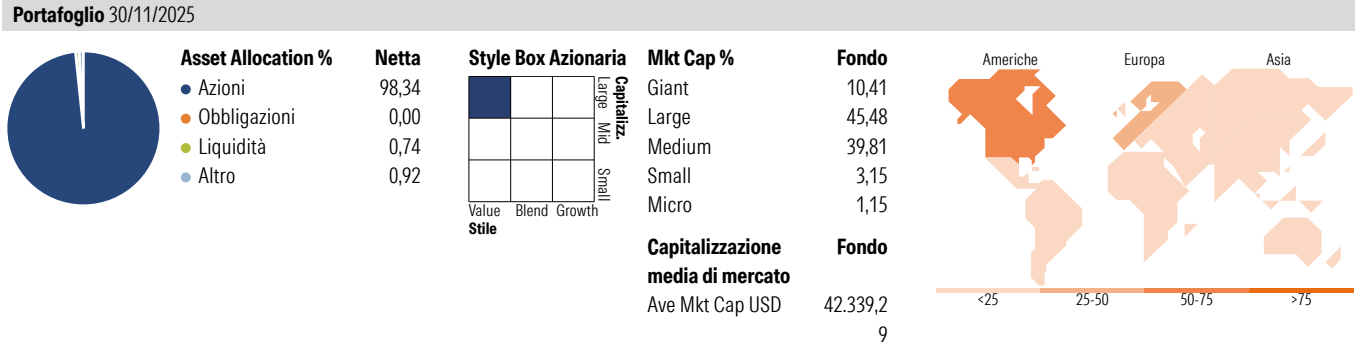 Portafoglio 30/11/2025
Asset Allocation % Netta
Azioni 98,34
Obbligazioni 0,00
Liquidità 0,74
Altro 0,92
Style Box Azionaria
Capitalizz.
Large Mid Small
Value Blend Growth
Stile
Mkt Cap % Fondo
Giant 10,41
Large 45,48
Medium 39,81
Small 3,15
Micro 1,15
Capitalizzazione Fondo
media di mercato
Ave Mkt Cap USD 42.339,2
9
Americhe Europa Asia
<25 25-50 50-75 >75